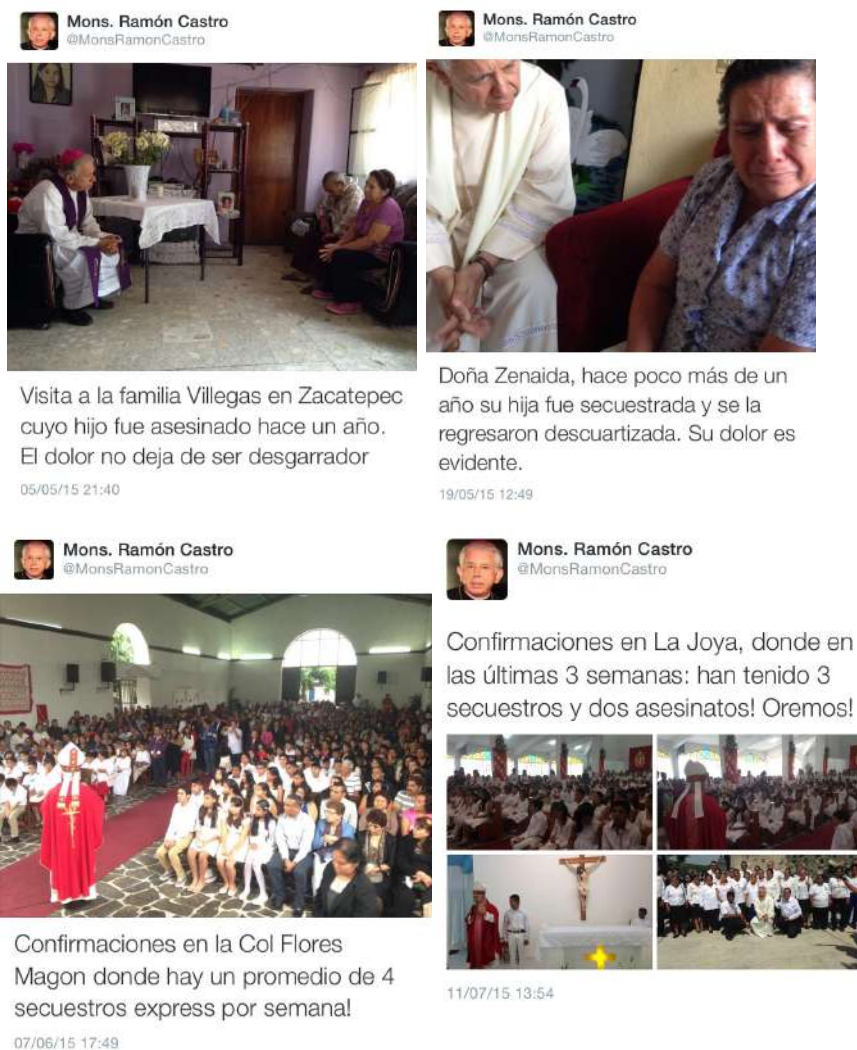 Mons. Ramón Castro
@MonsRamonCastro
Visita a la familia Villegas en Zacatepec
cuyo hijo fue asesinado hace un año.
El dolor no deja de ser desgarrador
05/05/15 21:40
Mons. Ramón Castro
@MonsRamonCastro
Doña Zenaida, hace poco más de un
año su hija fue secuestrada y se la
regresaron descuartizada. Su dolor es
evidente.
19/05/15 12:49
Mons. Ramón Castro
@MonsRamonCastro
Confirmaciones en la Col Flores
Magon donde hay un promedio de 4
secuestros express por semana!
07/06/15 17:49
Mons. Ramón Castro
@MonsRamonCastro
Confirmaciones en La Joya, donde en
las últimas 3 semanas: han tenido 3
secuestros y dos asesinatos! Oremos!
11/07/15 13:54